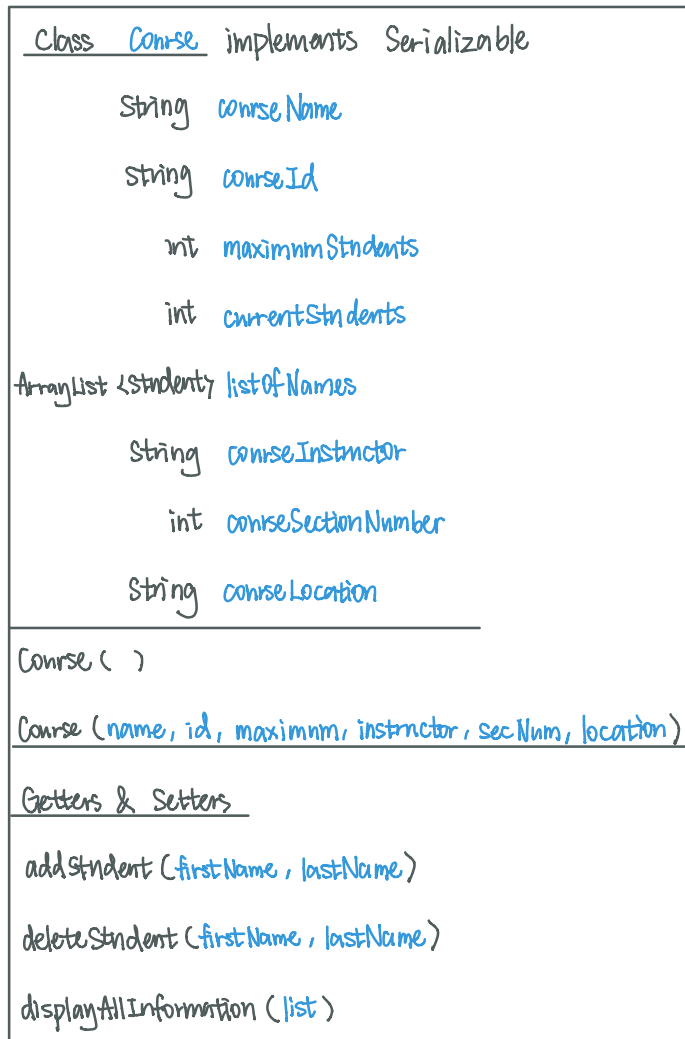 Class Course implements Serializable
String courseName
String courseId
int maximumStudents
int currentStudents
ArrayList <Student> listOfNames
String courseInstructor
int courseSectionNumber
String courseLocation
Course ( )
Course (name, id, maximum, instructor, secNum, location)
Getters & Setters
addStudent (firstName, lastName)
deleteStudent (firstName, lastName)
displayAllInformation (list)